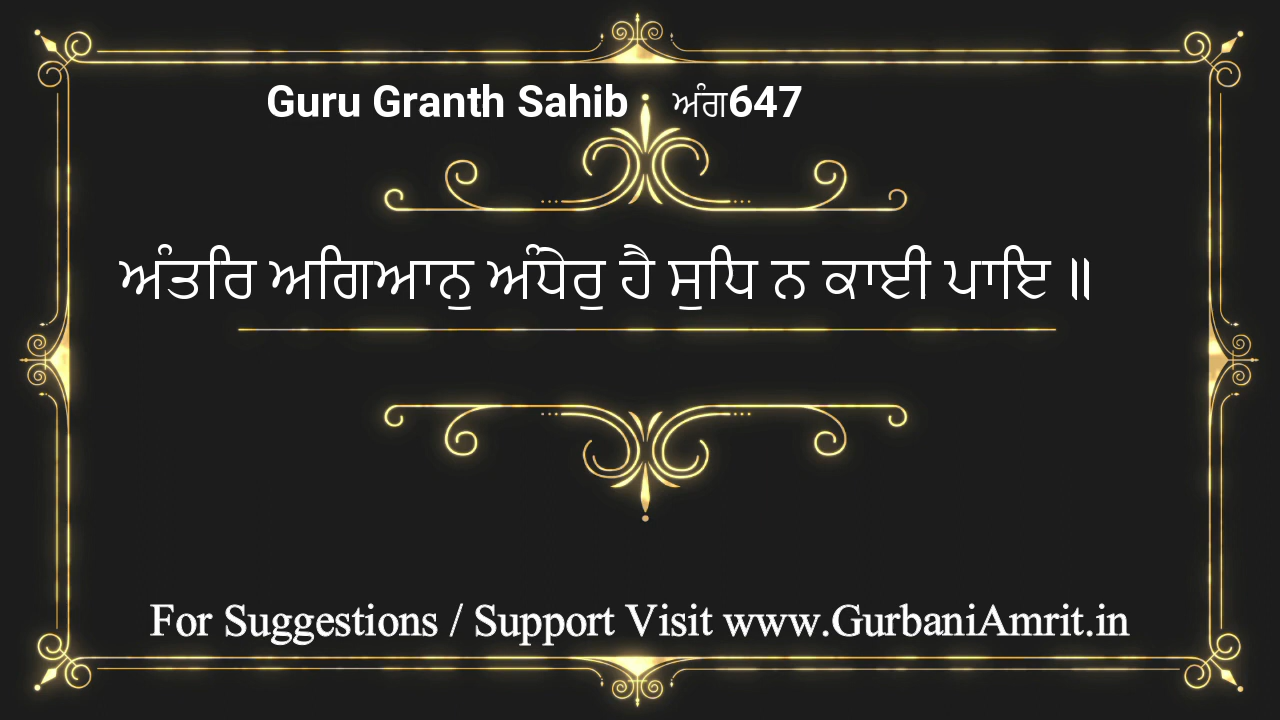 Guru Granth Sahib ਅੰਗ647
ਅੰਤਰਿ ਅਗਿਆਨੁ ਅੰਧੇਰੁ ਹੈ ਸੁਧਿ ਨ ਕਾਈ ਪਾਇ ॥
For Suggestions / Support Visit www.GurbaniAmrit.in